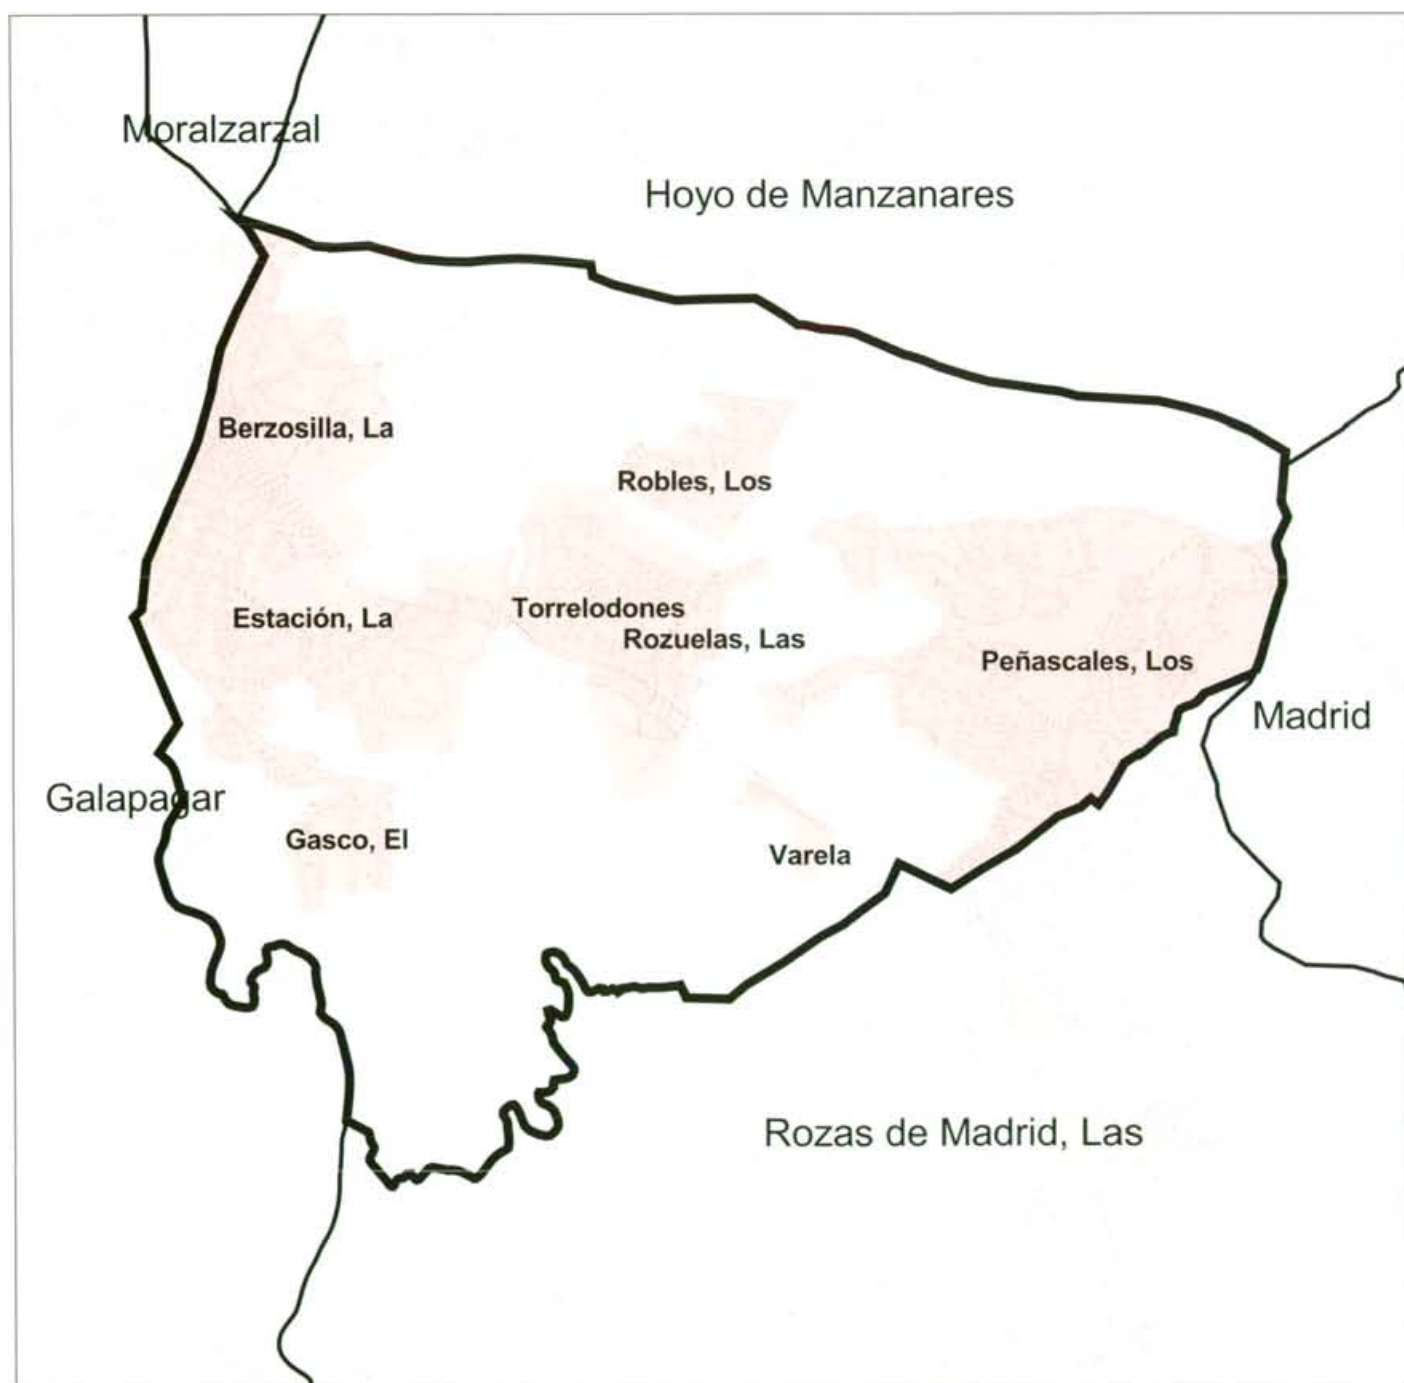 Moralzarzal
Hoyo de Manzanares
Berzosilla, La
Robles, Los
Torrelodones
Estación, La
Rozuelas, Las
Peñascales, Los
Madrid
Galapagar
Gasco, El
Varela
Rozas de Madrid, Las